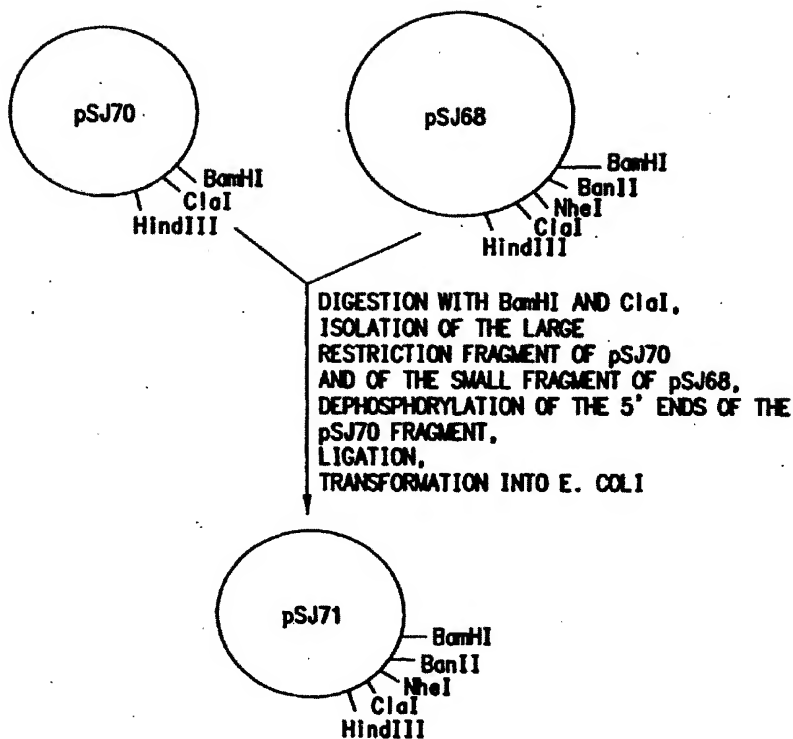 pSJ70
BamHI
ClaI
HindIII
pSJ68
BamHI
BanII
NheI
ClaI
HindIII
DIGESTION WITH BamHI AND ClaI,
ISOLATION OF THE LARGE
RESTRICTION FRAGMENT OF pSJ70
AND OF THE SMALL FRAGMENT OF pSJ68,
DEPHOSPHORYLATION OF THE 5' ENDS OF THE
pSJ70 FRAGMENT,
LIGATION,
TRANSFORMATION INTO E. COLI
pSJ71
BamHI
BanII
NheI
ClaI
HindIII